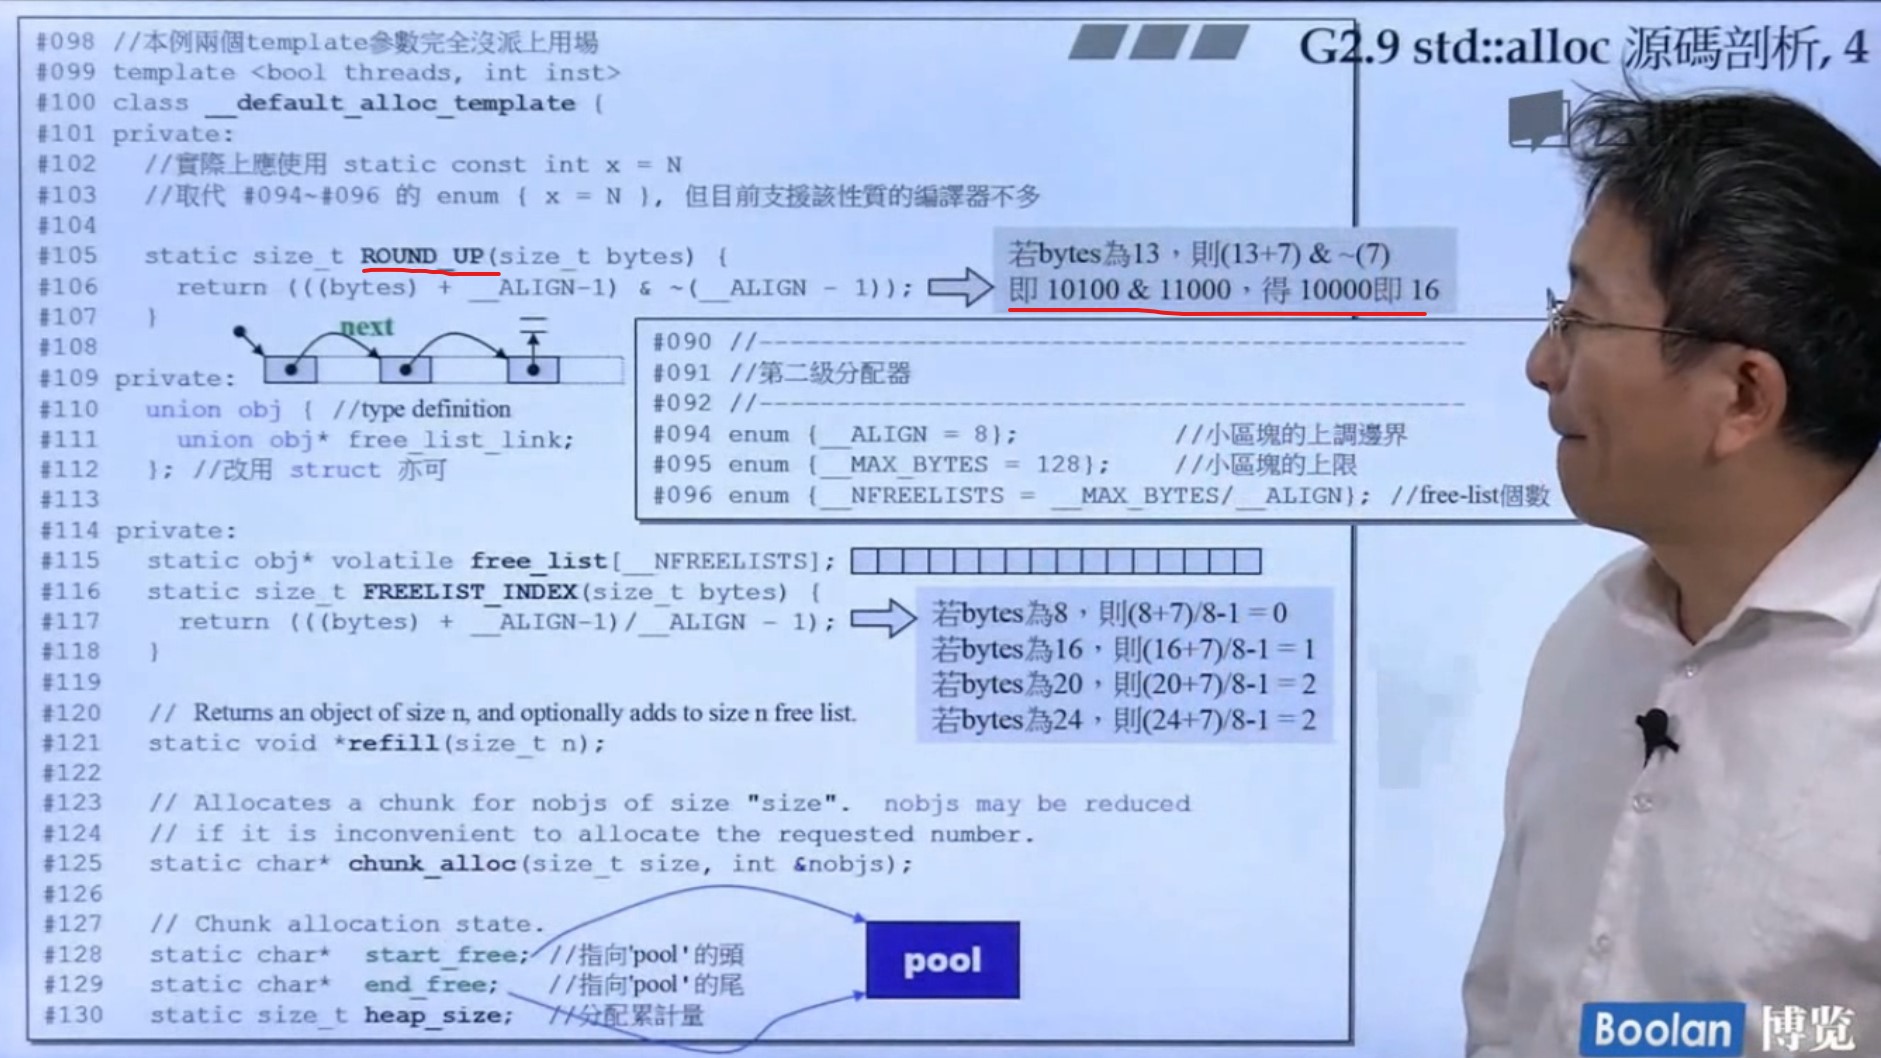 G2.9 std::alloc 源碼剖析, 4
#098 //本例兩個template參數完全沒派上用場
#099 template <bool threads, int inst>
#100 class __default_alloc_template {
#101 private:
#102 //實際上應使用 static const int x = N
#103 //取代 #094~#096 的 enum { x = N }, 但目前支援該性質的編譯器不多
#104
#105 static size_t ROUND_UP(size_t bytes) {
#106 return (((bytes) + __ALIGN-1) & ~(__ALIGN - 1));
#107 }
若bytes為13，則(13+7) & ~(7)
即 10100 & 11000，得 10000即 16
next
#108
#109 private:
#110 union obj { //type definition
#111 union obj* free_list_link;
#112 }; //改用 struct 亦可
#113
#090 //------------------------------------------------
#091 //第二級分配器
#092 //------------------------------------------------
#094 enum {__ALIGN = 8}; //小區塊的上調邊界
#095 enum {__MAX_BYTES = 128}; //小區塊的上限
#096 enum {__NFREELISTS = __MAX_BYTES/__ALIGN}; //free-list個數
#114 private:
#115 static obj* volatile free_list[__NFREELISTS];
#116 static size_t FREELIST_INDEX(size_t bytes) {
#117 return (((bytes) + __ALIGN-1)/__ALIGN - 1);
#118 }
若bytes為8，則(8+7)/8-1 = 0
若bytes為16，則(16+7)/8-1 = 1
若bytes為20，則(20+7)/8-1 = 2
若bytes為24，則(24+7)/8-1 = 2
#119
#120 // Returns an object of size n, and optionally adds to size n free list.
#121 static void *refill(size_t n);
#122
#123 // Allocates a chunk for nobjs of size "size". nobjs may be reduced
#124 // if it is inconvenient to allocate the requested number.
#125 static char* chunk_alloc(size_t size, int &nobjs);
#126
#127 // Chunk allocation state.
#128 static char* start_free; //指向'pool'的頭
#129 static char* end_free; //指向'pool'的尾
#130 static size_t heap_size; //分配累計量
pool
Boolan 博览